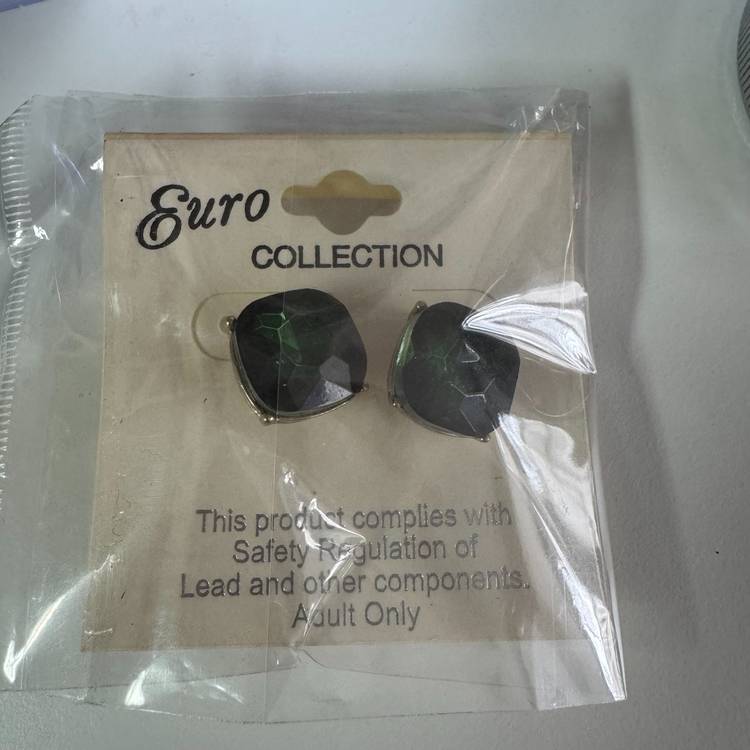 Euro
COLLECTION
This product complies with
Safety Regulation of
Lead and other components.
Adult Only